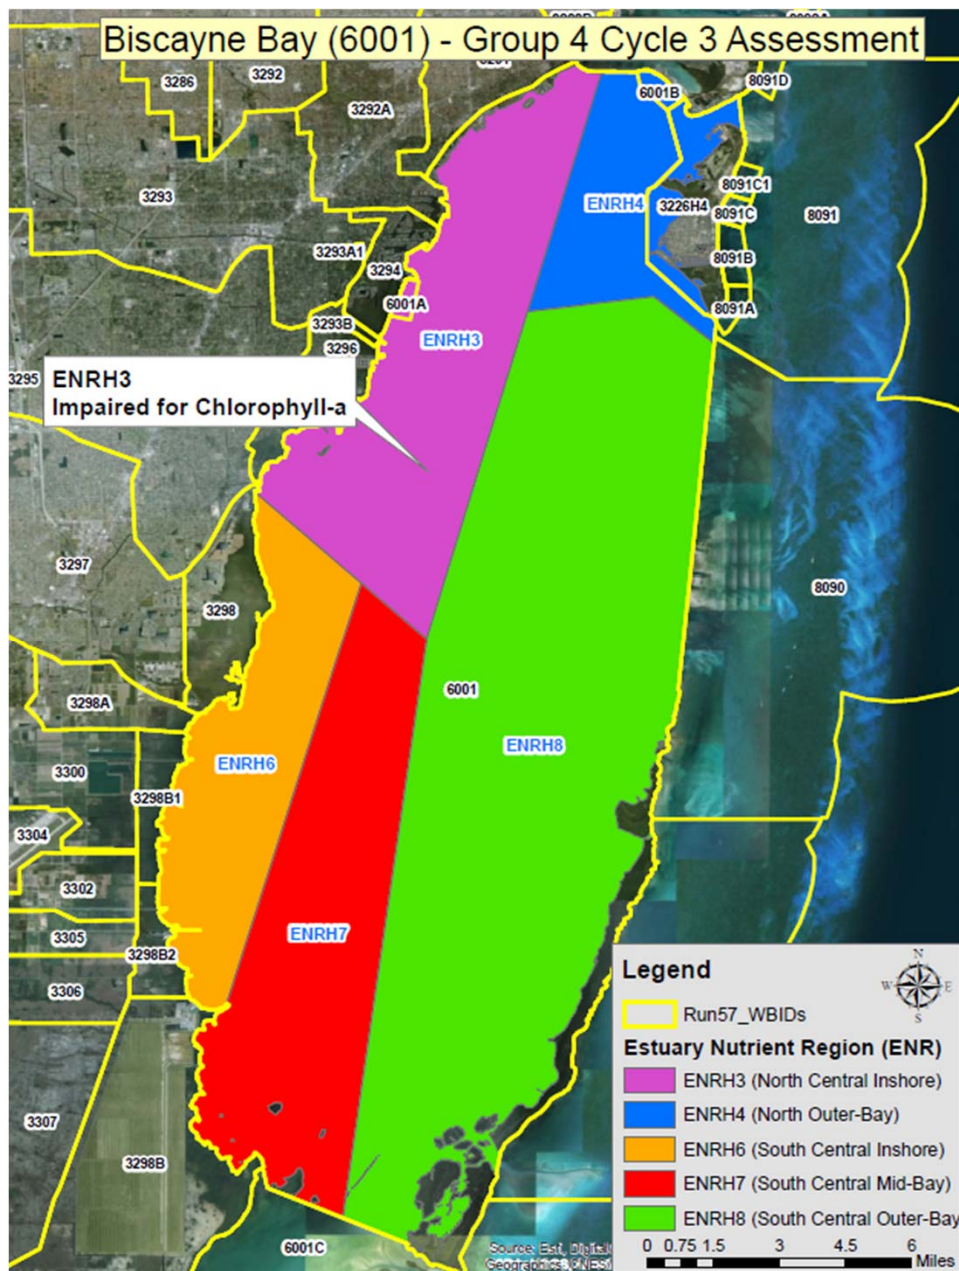 Biscayne Bay (6001) - Group 4 Cycle 3 Assessment
3286
3292
3292A
6001B
8091D
3293
8091C1
ENRH4
3226H4
8091C
8091
3293A1
3294
8091B
6001A
8091A
3293B
ENRH3
3296
3295
ENRH3
Impaired for Chlorophyll-a
3297
8090
3298
6001
3298A
ENRH8
ENRH6
3300
3298B1
3304
3302
ENRH7
3305
3298B2
3306
3307
3298B
6001C
Legend
N
W
E
S
Run57_WBIDs
Estuary Nutrient Region (ENR)
ENRH3 (North Central Inshore)
ENRH4 (North Outer-Bay)
ENRH6 (South Central Inshore)
ENRH7 (South Central Mid-Bay)
ENRH8 (South Central Outer-Bay
Source: Esri,
0 0.75 1.5 3 4.5 6
Miles